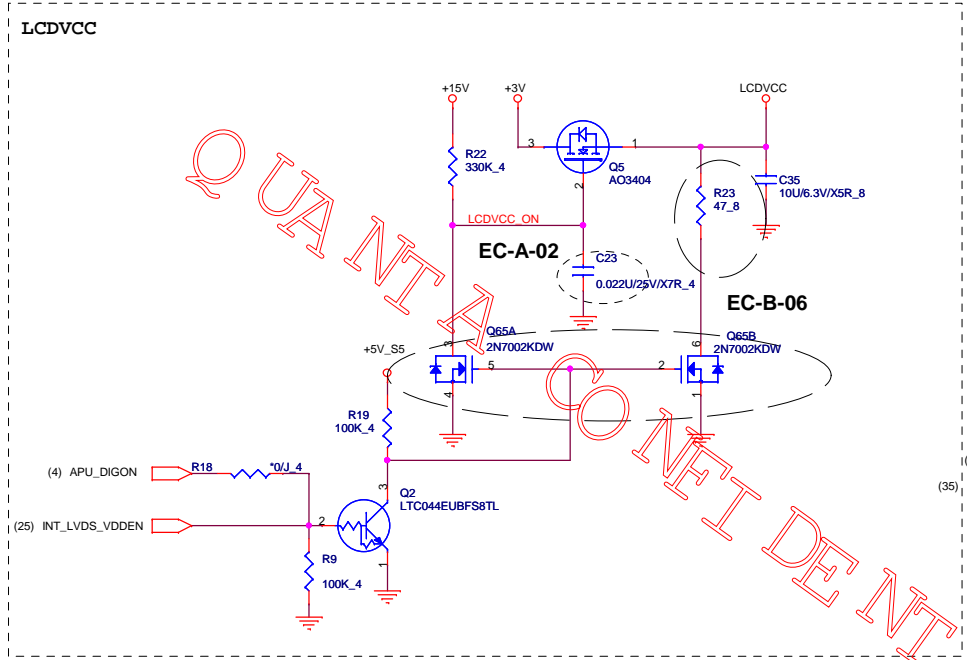 LCDVCC
+15V
+3V
LCDVCC
3
1
R22
330K_4
Q5
AO3404
2
R23
47_8
C35
10U/6.3V/X5R_8
LCDVCC_ON
EC-A-02
C23
0.022U/25V/X7R_4
EC-B-06
+5V_S5
3
Q65A
2N7002KDW
5
4
6
Q65B
2N7002KDW
2
1
R19
100K_4
(4) APU_DIGON
R18
*0/J_4
3
Q2
LTC044EUBFS8TL
(25) INT_LVDS_VDDEN
2
1
R9
100K_4
(35)
QUANTA CONFIDENT